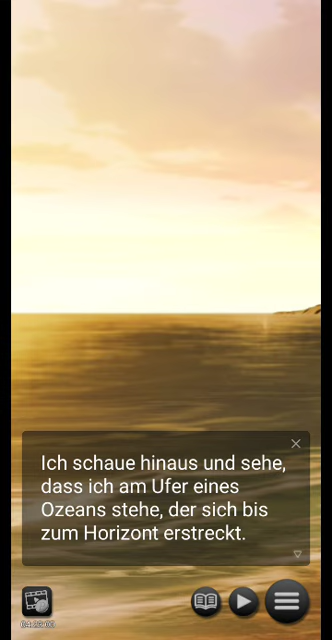 Ich schaue hinaus und sehe,
dass ich am Ufer eines
Ozeans stehe, der sich bis
zum Horizont erstreckt.